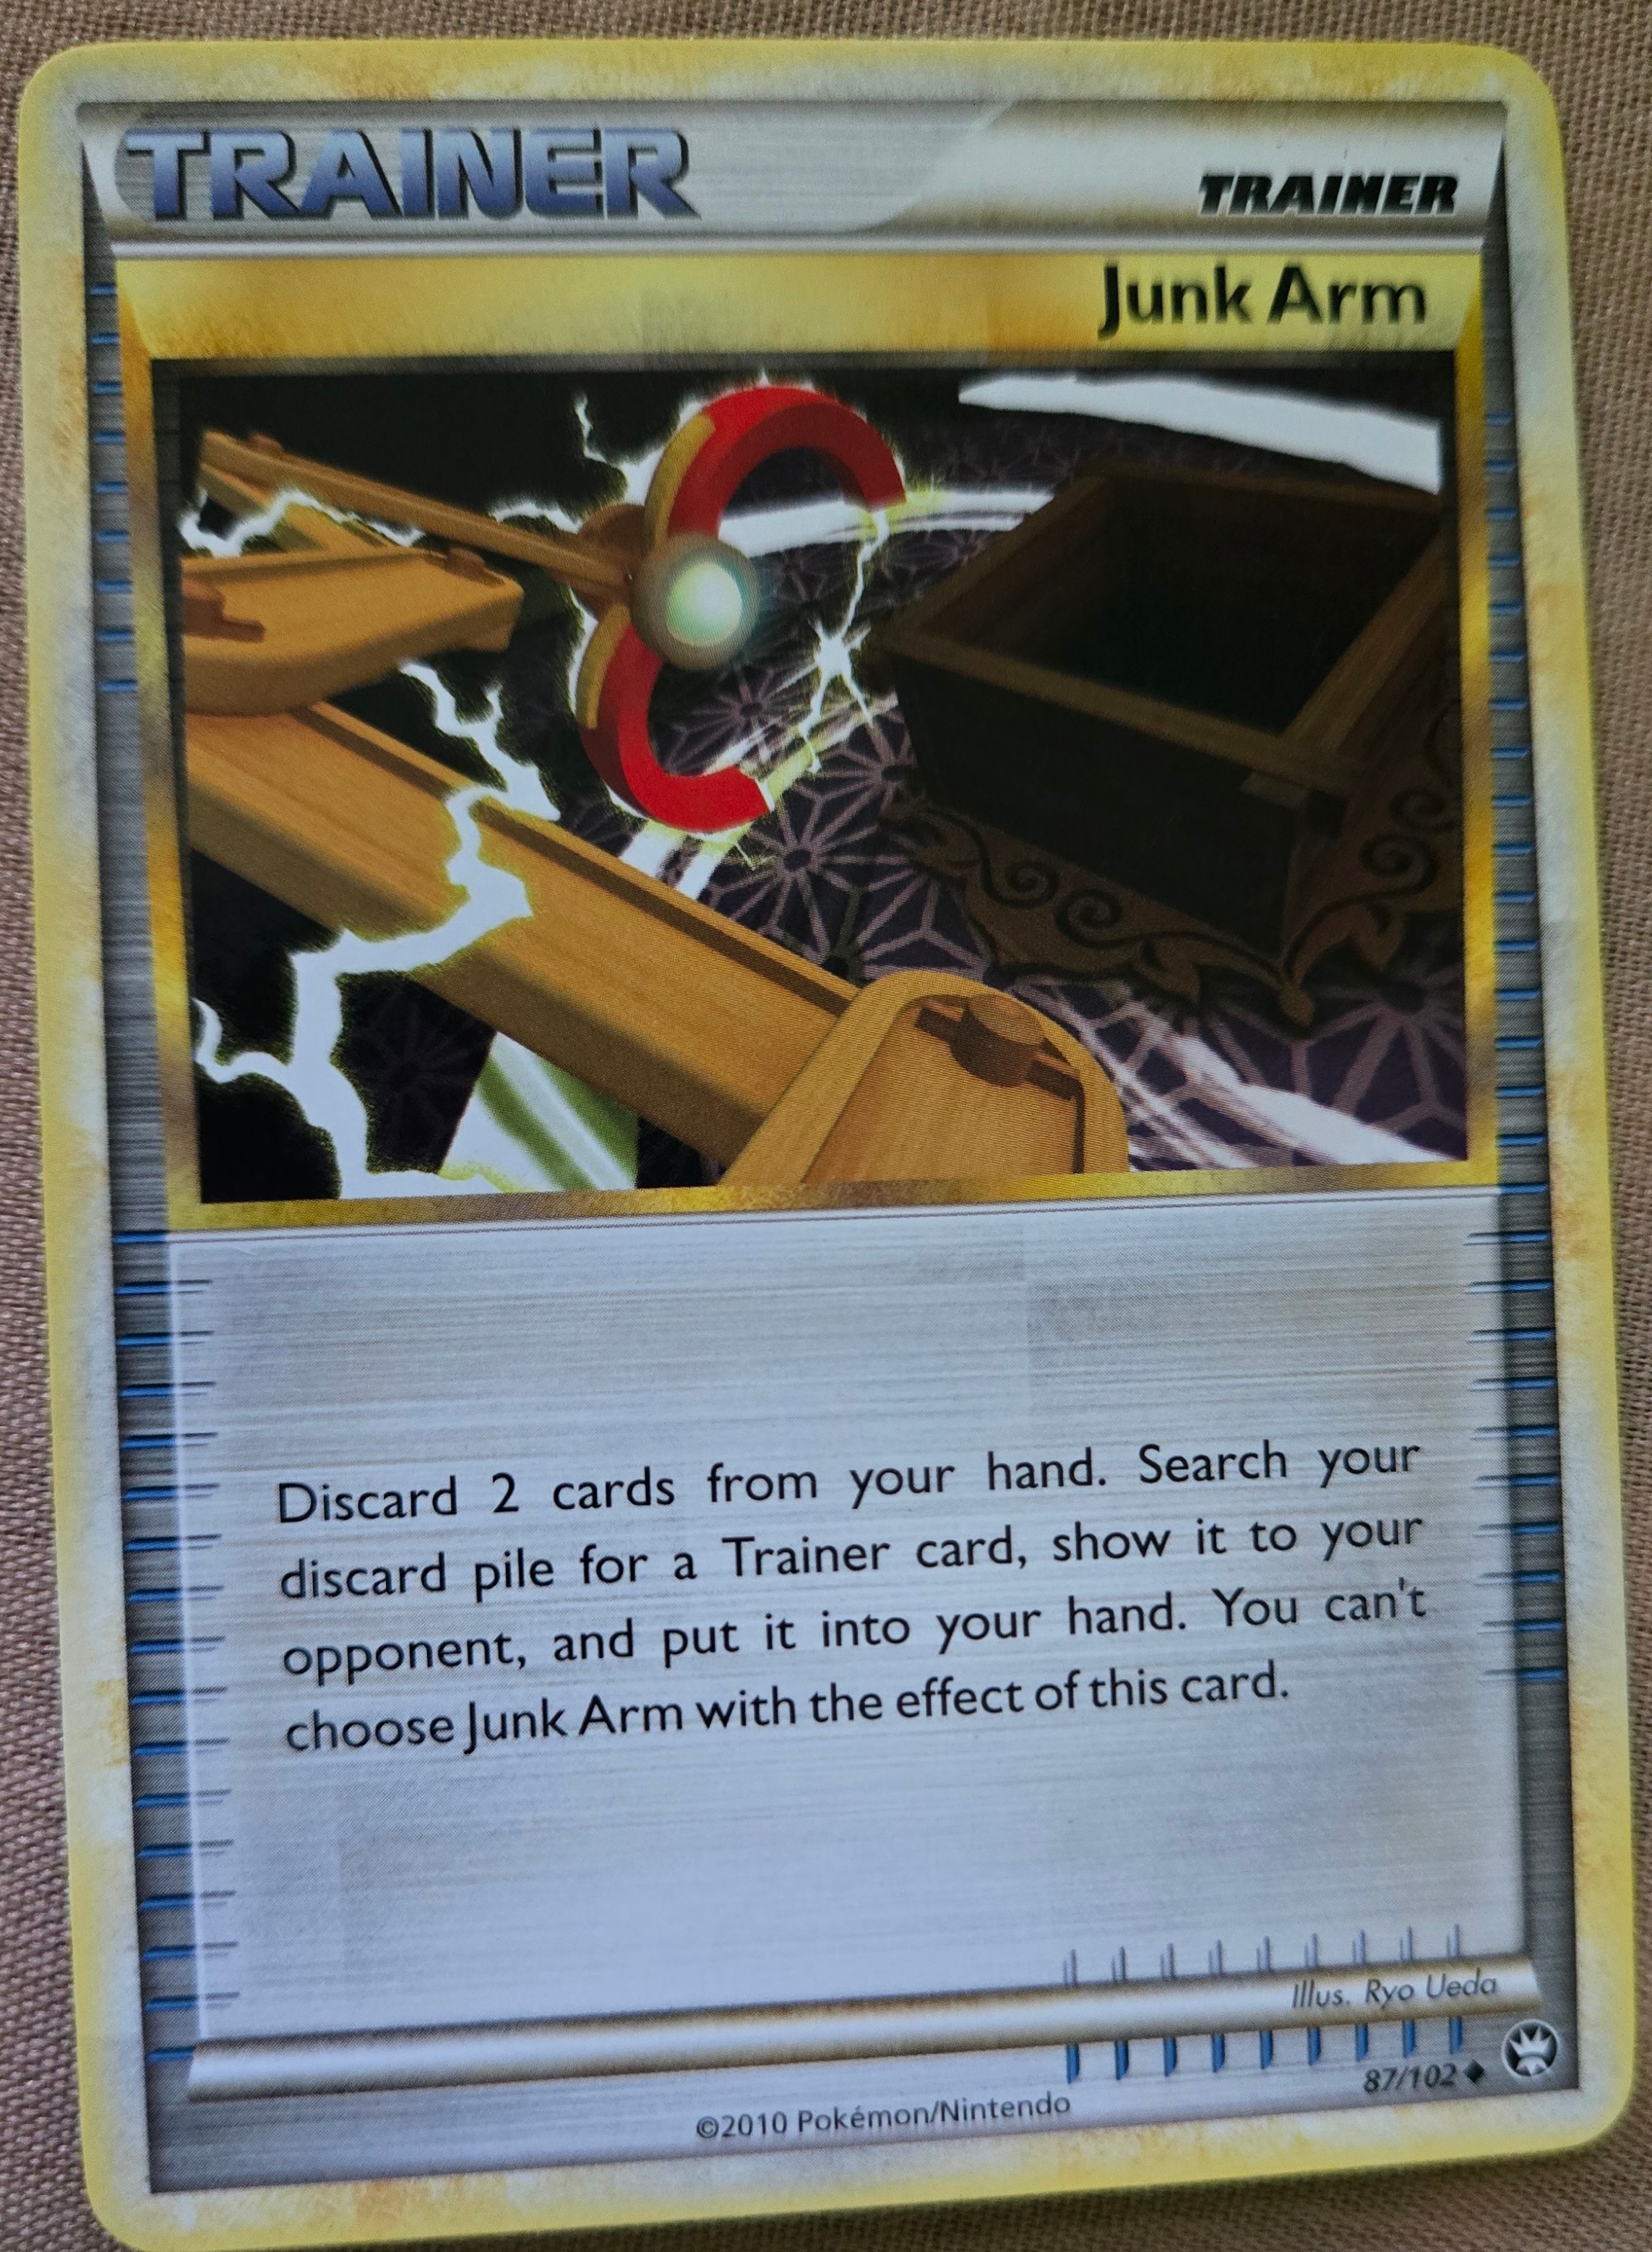 TRAINER
TRAINER
Junk Arm
Discard 2 cards from your hand. Search your
discard pile for a Trainer card, show it to your
opponent, and put it into your hand. You can't
choose Junk Arm with the effect of this card.
Illus. Ryo Ueda
87/102
©2010 Pokémon/Nintendo